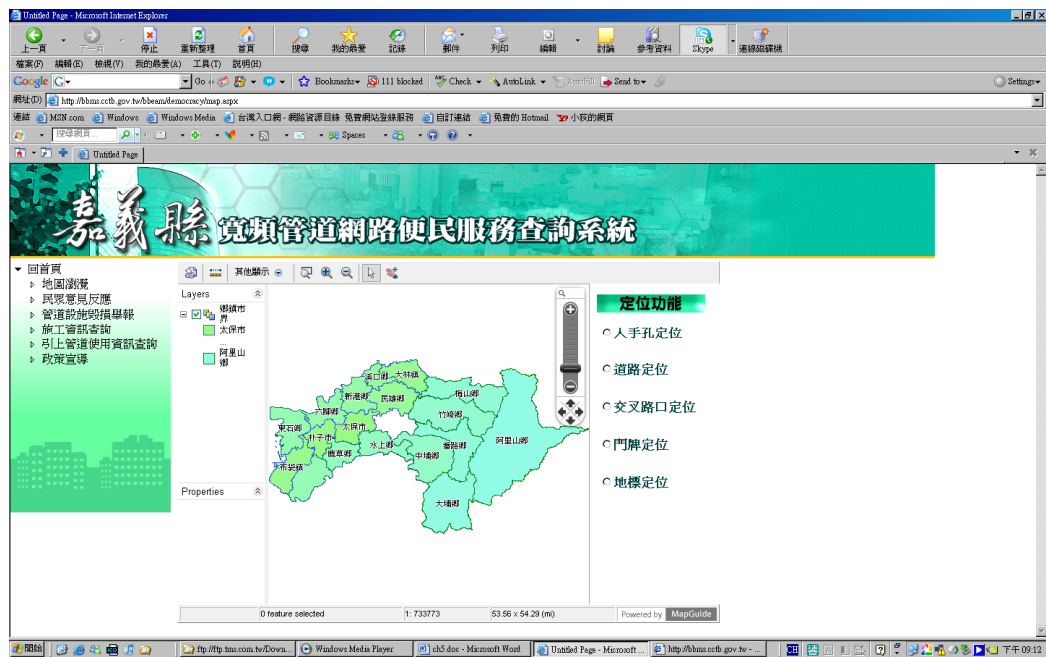 Untitled Page - Microsoft Internet Explorer
上一頁 下一頁 停止 重新整理 首頁 搜尋 我的最愛 記錄 郵件 列印 編輯 討論 參考資料 Skype 連線磁碟機
檔案(F) 編輯(E) 檢視(V) 我的最愛(A) 工具(T) 說明(H)
Google G Go Bookmarks 111 blocked Check AutoLink AutoFill Send to Settings
網址(D) http://bbms.cctb.gov.tw/bbeam/democracy/map.aspx
連結 MSN.com Windows Windows Media 台灣入口網 - 網路資源目錄 免費網站登錄服務 自訂連結 免費的 Hotmail 小荻的網頁
搜尋網頁... Spaces
Untitled Page
嘉義縣 寬頻管道網路便民服務查詢系統
回首頁
地圖瀏覽
民眾意見反應
管道設施毀損舉報
施工資訊查詢
引上管道使用資訊查詢
政策宣導
其他顯示
Layers
鄉鎮市界
太保市
...
阿里山鄉
Properties
溪口鄉 大林鎮
新港鄉 民雄鄉 梅山鄉
六腳鄉 竹崎鄉
東石鄉 太保市
朴子市 水上鄉 番路鄉 阿里山鄉
鹿草鄉 中埔鄉
布袋鎮
大埔鄉
定位功能
人手孔定位
道路定位
交叉路口定位
門牌定位
地標定位
0 feature selected 1: 733773 53.56 x 54.29 (mi) Powered by MapGuide
開始 ftp://ftp.tms.com.tw/Down... Windows Media Player ch5.doc - Microsoft Word Untitled Page - Microsoft ... http://bbms.cctb.gov.tw - ... CH 下午 09:12